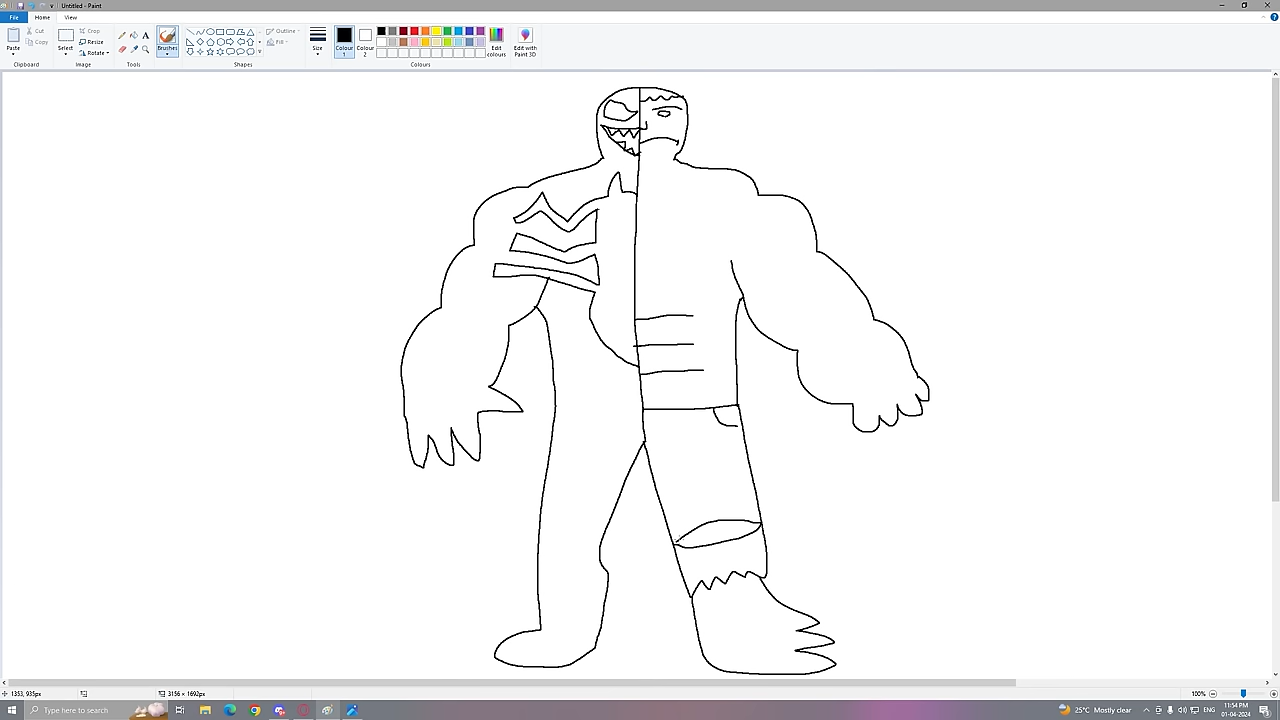 Untitled - Paint
File Home View
Paste Cut Copy Select Crop Resize Rotate Brushes Outline Fill Size Colour 1 Colour 2 Edit colours Edit with Paint 3D
Clipboard Image Tools Shapes Colours
1353, 935px 3156 × 1692px 100%
Type here to search 25°C Mostly clear ENG 11:54 PM 01-04-2024